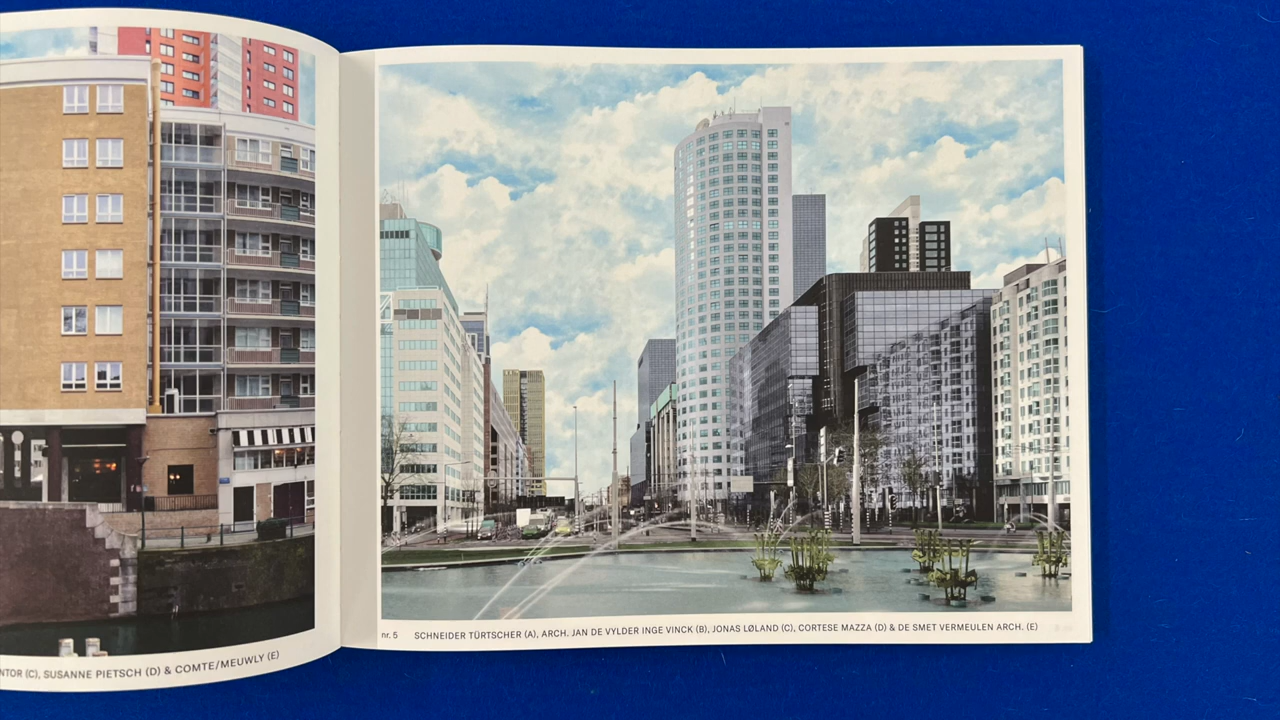 NTOR (C), SUSANNE PIETSCH (D) & COMTE/MEUWLY (E)
nr. 5 SCHNEIDER TÜRTSCHER (A), ARCH. JAN DE VYLDER INGE VINCK (B), JONAS LØLAND (C), CORTESE MAZZA (D) & DE SMET VERMEULEN ARCH. (E)